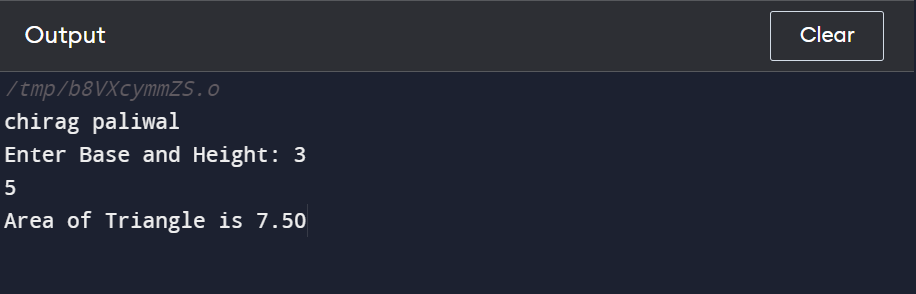 Output
Clear
/tmp/b8VXcymmZS.o
chirag paliwal
Enter Base and Height: 3
5
Area of Triangle is 7.50